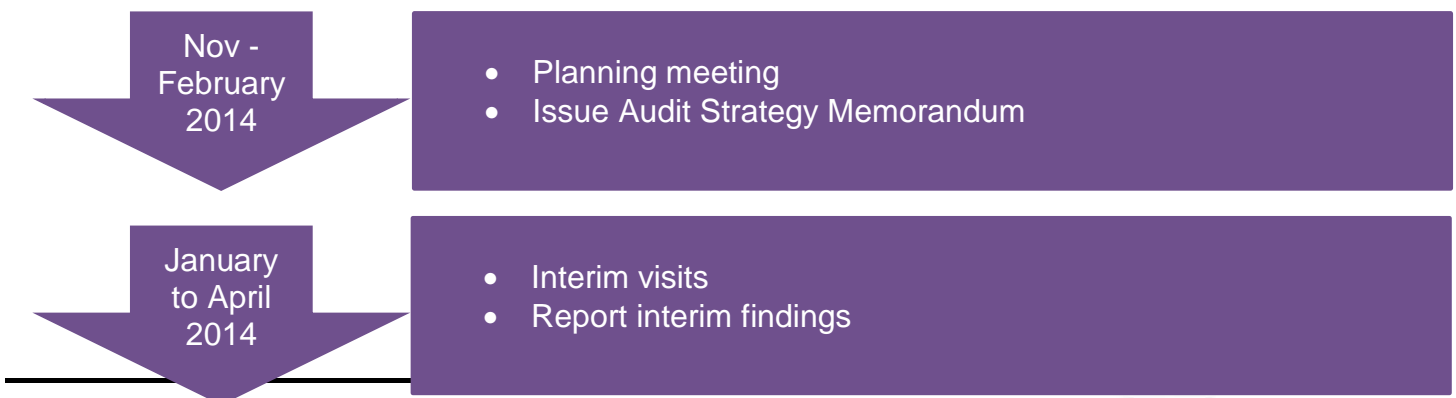 Nov -
February
2014
• Planning meeting
• Issue Audit Strategy Memorandum
January
to April
2014
• Interim visits
• Report interim findings